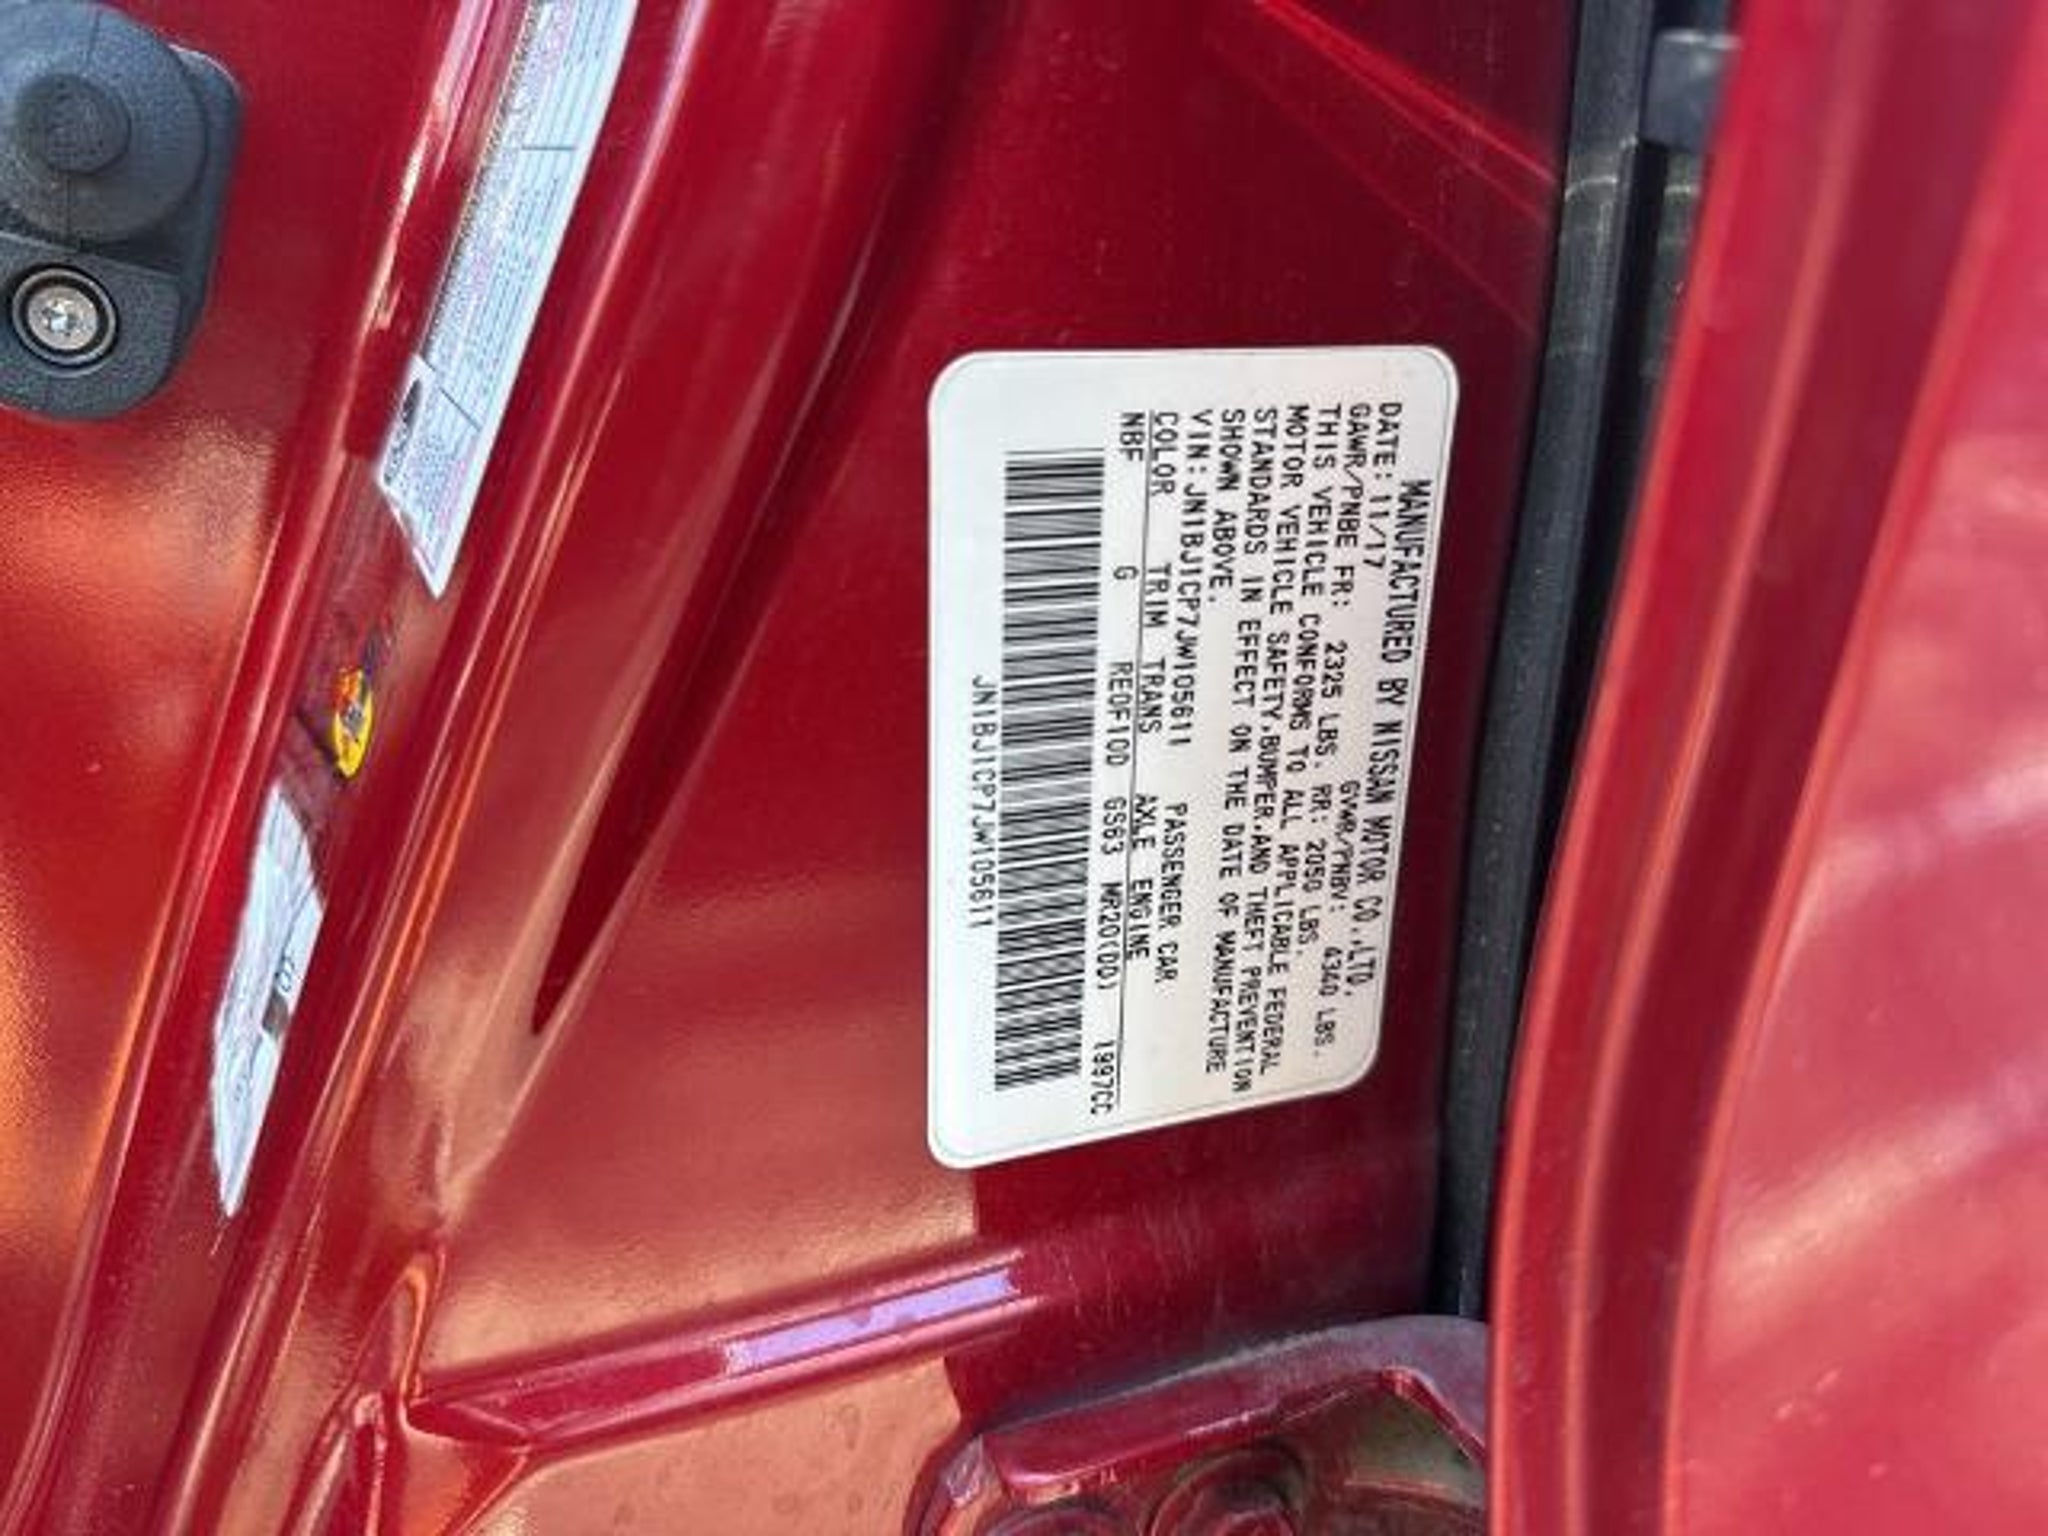 MANUFACTURED BY NISSAN MOTOR CO.,LTD.
DATE:11/17 GVWR/PNBV: 4340 LBS.
GAWR/PNBE FR: 2325 LBS. RR: 2050 LBS.
THIS VEHICLE CONFORMS TO ALL APPLICABLE FEDERAL
MOTOR VEHICLE SAFETY,BUMPER,AND THEFT PREVENTION
STANDARDS IN EFFECT ON THE DATE OF MANUFACTURE
SHOWN ABOVE.
VIN:JN1BJ1CP7JW105611 PASSENGER CAR
COLOR TRIM TRANS AXLE ENGINE
NBF G RE0F10D GS63 MR20(DD) 1997CC
JN1BJ1CP7JW105611